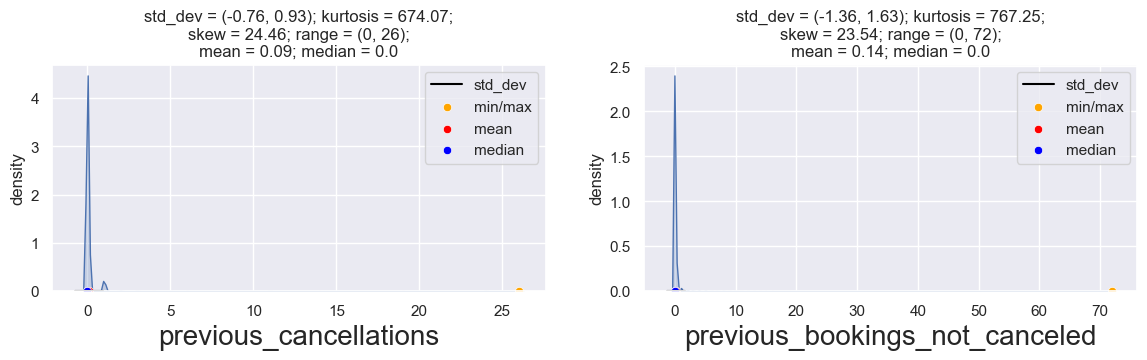 std_dev = (-0.76, 0.93); kurtosis = 674.07;
skew = 24.46; range = (0, 26);
mean = 0.09; median = 0.0
4
3
2
1
0
density
std_dev
min/max
mean
median
0 5 10 15 20 25
previous_cancellations
std_dev = (-1.36, 1.63); kurtosis = 767.25;
skew = 23.54; range = (0, 72);
mean = 0.14; median = 0.0
2.5
2.0
1.5
1.0
0.5
0.0
density
std_dev
min/max
mean
median
0 10 20 30 40 50 60 70
previous_bookings_not_canceled